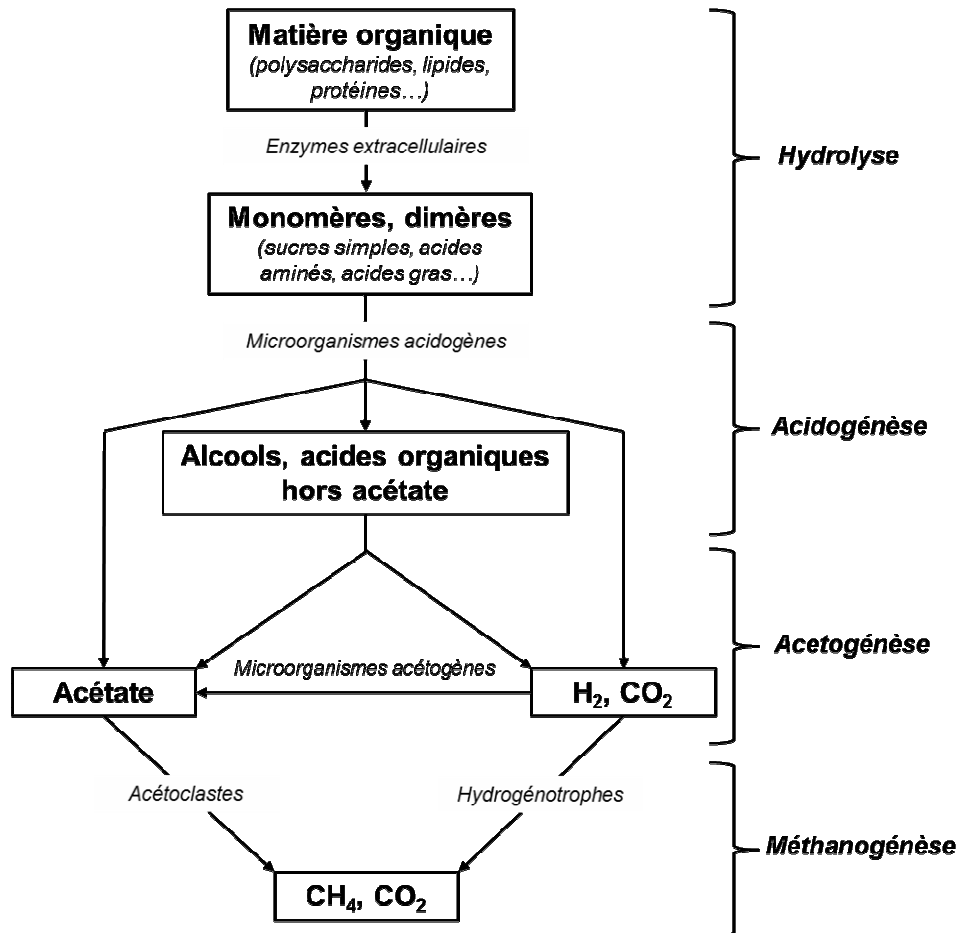 Matière organique
(polysaccharides, lipides,
protéines…)
Enzymes extracellulaires
Hydrolyse
Monomères, dimères
(sucres simples, acides
aminés, acides gras…)
Microorganismes acidogènes
Acidogénèse
Alcools, acides organiques
hors acétate
Acetogénèse
Microorganismes acétogènes
Acétate
H₂, CO₂
Acétoclastes
Hydrogénotrophes
Méthanogénèse
CH₄, CO₂